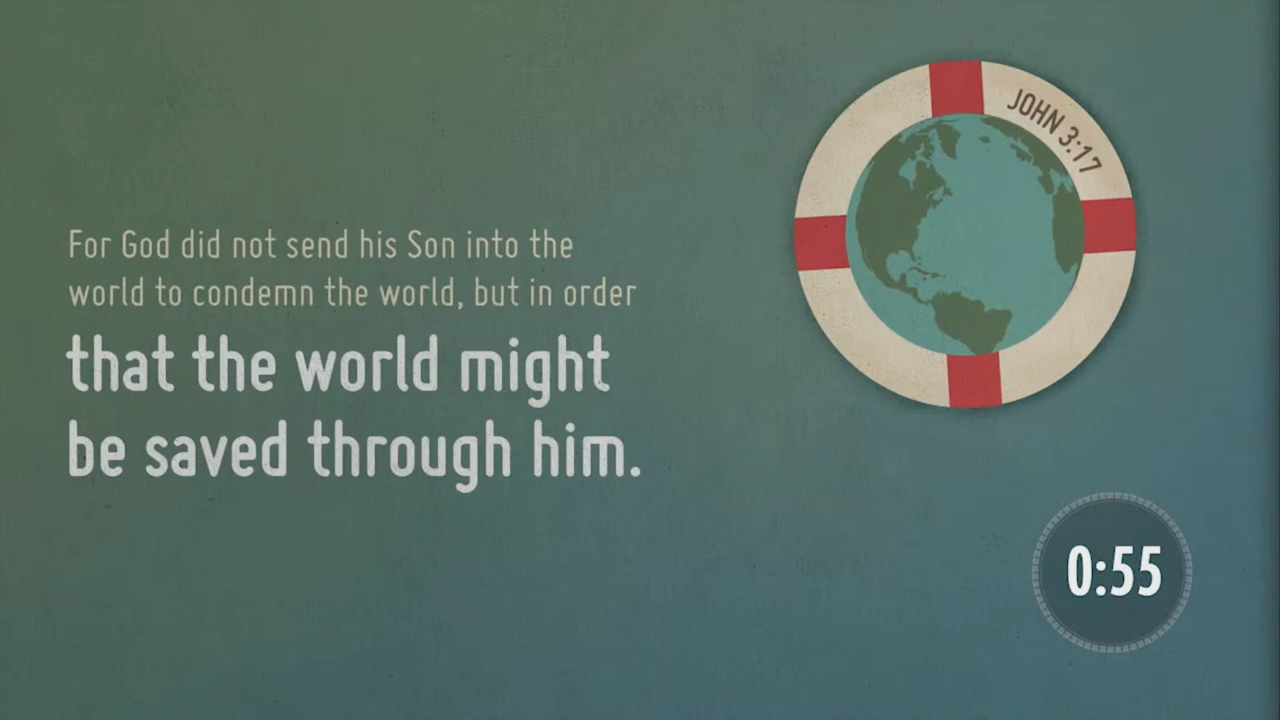 JOHN 3:17
For God did not send his Son into the
world to condemn the world, but in order
that the world might
be saved through him.
0:55